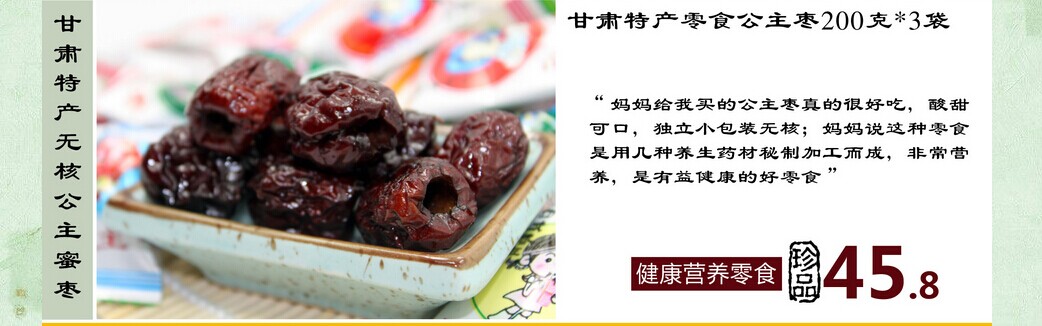 甘肃特产无核公主蜜枣
甘肃特产零食公主枣200克*3袋
“妈妈给我买的公主枣真的很好吃，酸甜
可口，独立小包装无核；妈妈说这种零食
是用几种养生药材秘制加工而成，非常营
养，是有益健康的好零食”
健康营养零食
珍品
45.8